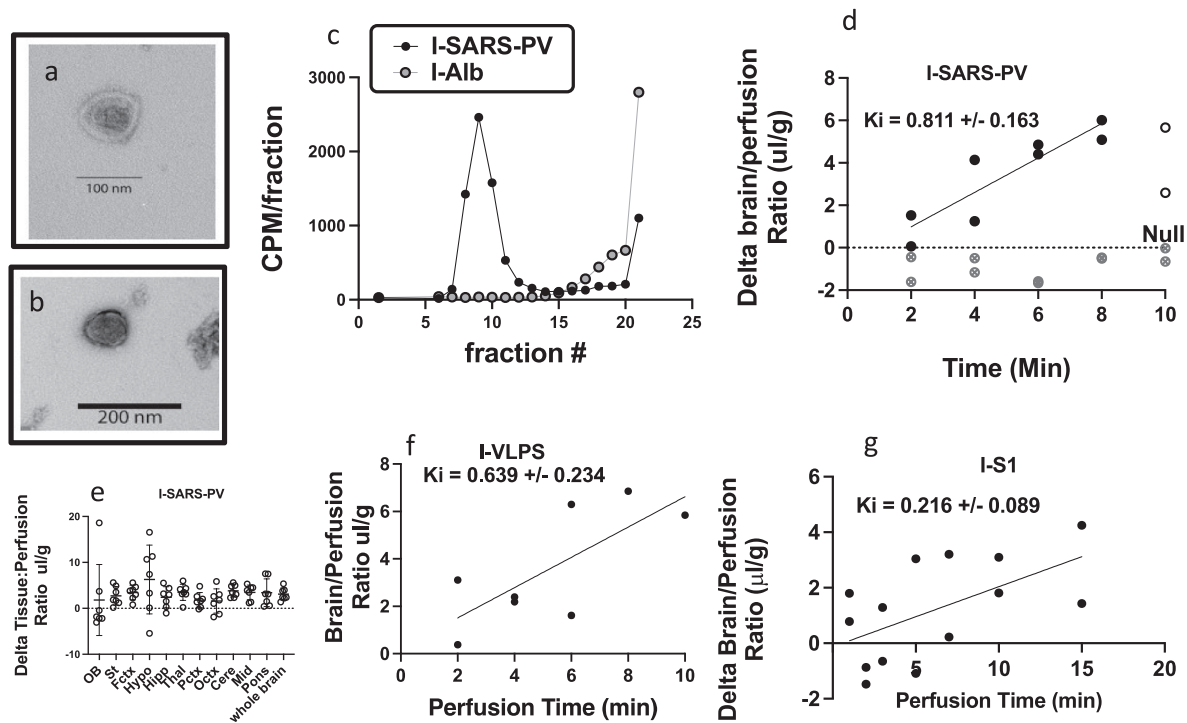 a
100 nm
b
200 nm
c
I-SARS-PV
I-Alb
CPM/fraction
3000
2000
1000
0
0 5 10 15 20 25
fraction #
d
I-SARS-PV
Ki = 0.811 +/- 0.163
Delta brain/perfusion
Ratio (ul/g)
8
6
4
2
0
-2
Null
0 2 4 6 8 10
Time (Min)
e
I-SARS-PV
Delta Tissue:Perfusion
Ratio ul/g
20
10
0
-10
OB
St
Fctx
Hypo
Hipp
Thal
Pctx
Octx
Cere
Mid
Pons
whole brain
f
I-VLPS
Ki = 0.639 +/- 0.234
Brain/Perfusion
Ratio ul/g
8
6
4
2
0
0 2 4 6 8 10
Perfusion Time (min)
g
I-S1
Ki = 0.216 +/- 0.089
Delta Brain/Perfusion
Ratio (μl/g)
6
4
2
0
-2
5 10 15 20
Perfusion Time (min)